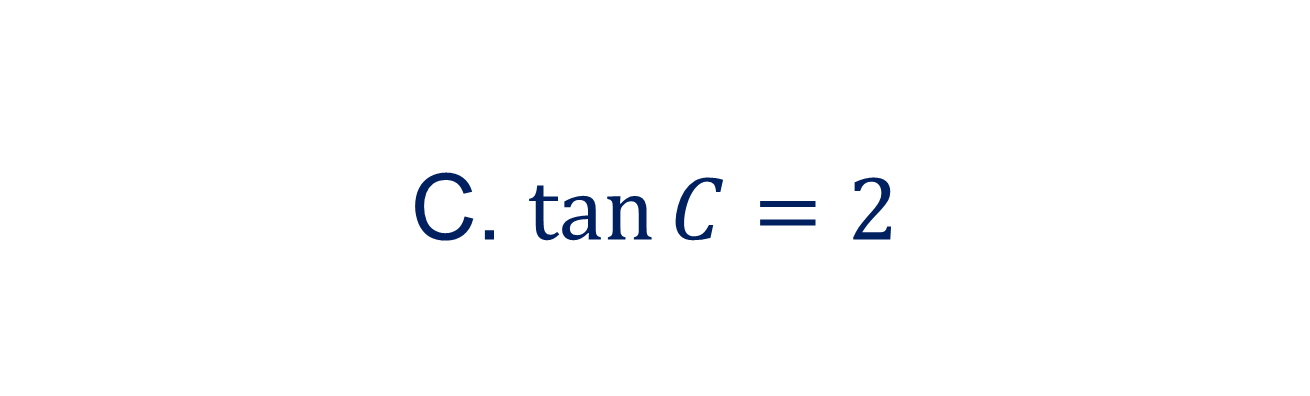 C. tan C = 2